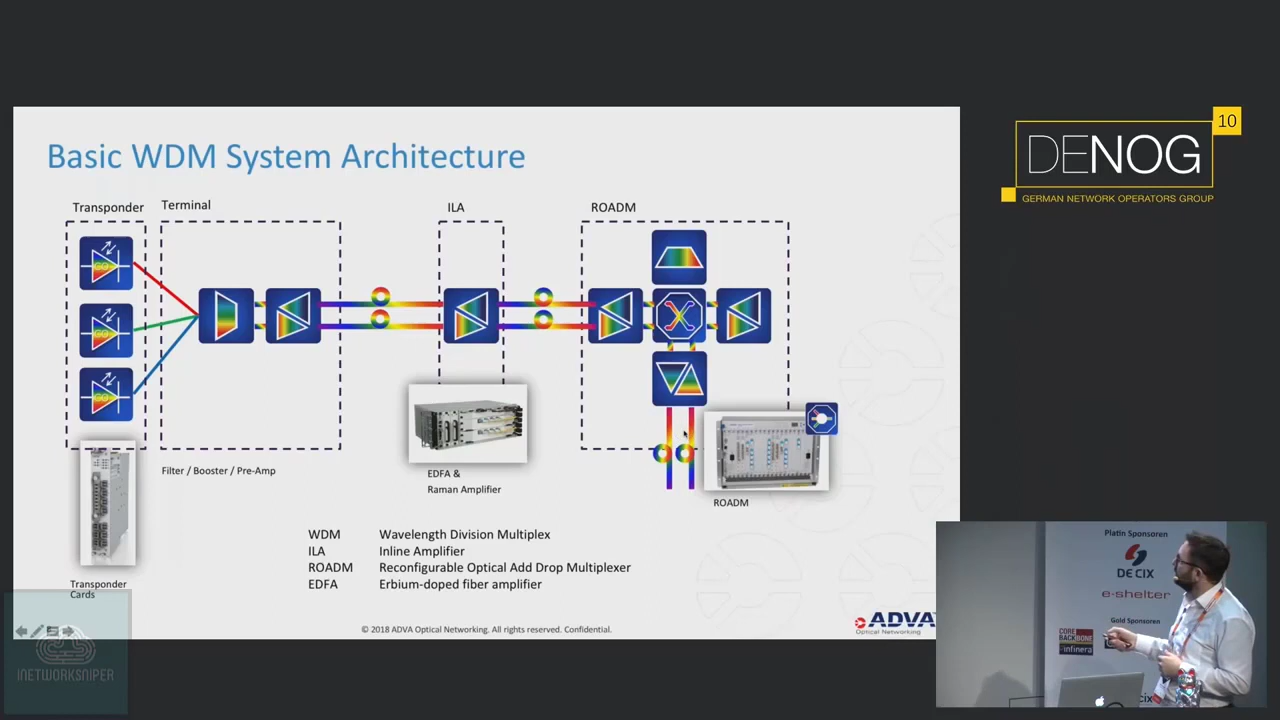 Basic WDM System Architecture
Transponder
Terminal
ILA
ROADM
Filter / Booster / Pre-Amp
EDFA &
Raman Amplifier
ROADM
Transponder
Cards
WDM Wavelength Division Multiplex
ILA Inline Amplifier
ROADM Reconfigurable Optical Add Drop Multiplexer
EDFA Erbium-doped fiber amplifier
© 2018 ADVA Optical Networking. All rights reserved. Confidential.
ADVA
Optical Networking
INETWORKSNIPER
DENOG
10
GERMAN NETWORK OPERATORS GROUP
Platin Sponsoren
DE CIX
e-shelter
Gold Sponsoren
CORE
BACKBONE
infinera